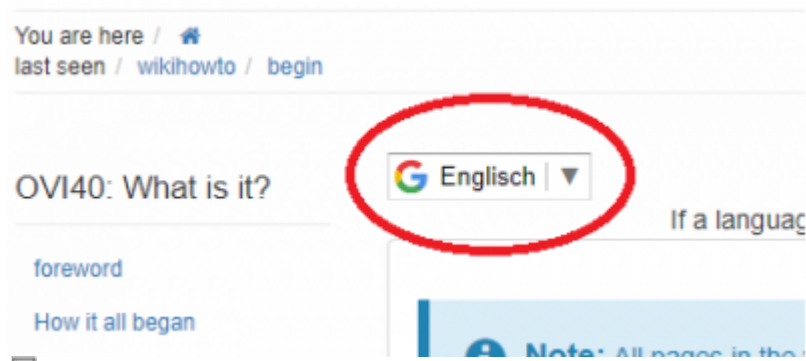 You are here / 
last seen / wikihowto / begin
OVI40: What is it?
Englisch
If a languag
foreword
How it all began
Note: All pages in the